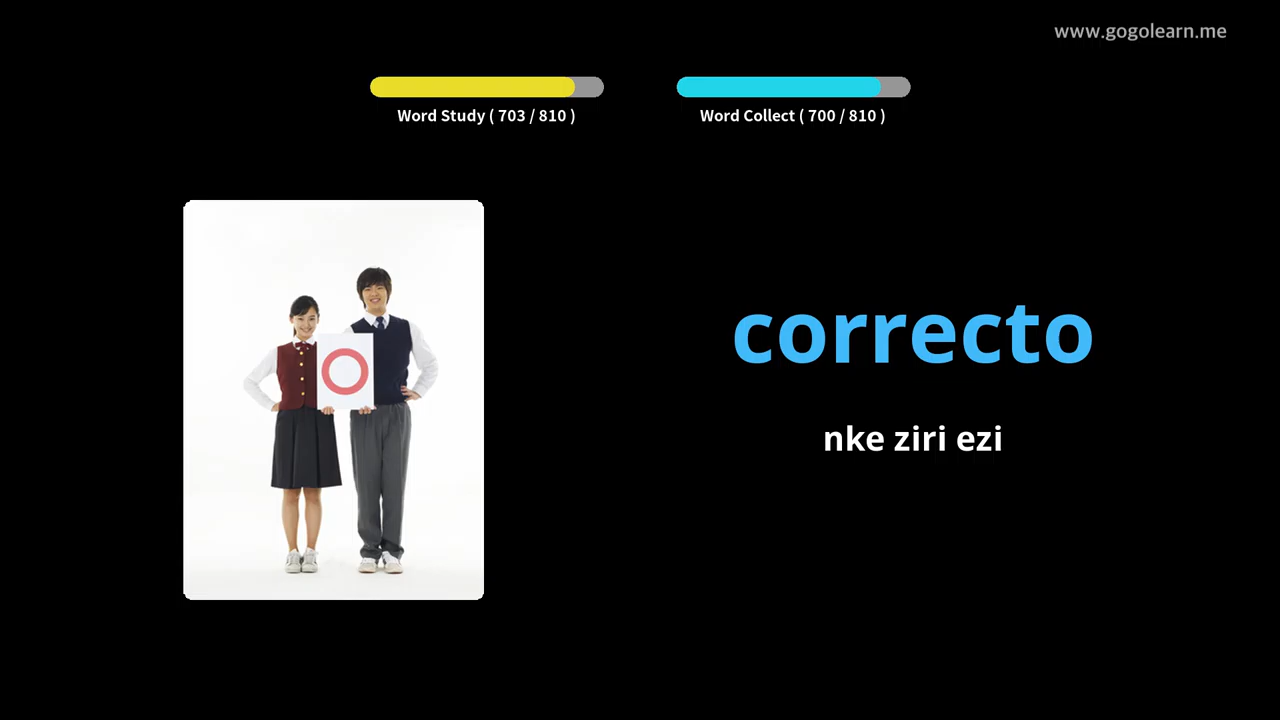 www.gogolearn.me
Word Study ( 703 / 810 )
Word Collect ( 700 / 810 )
correcto
nke ziri ezi